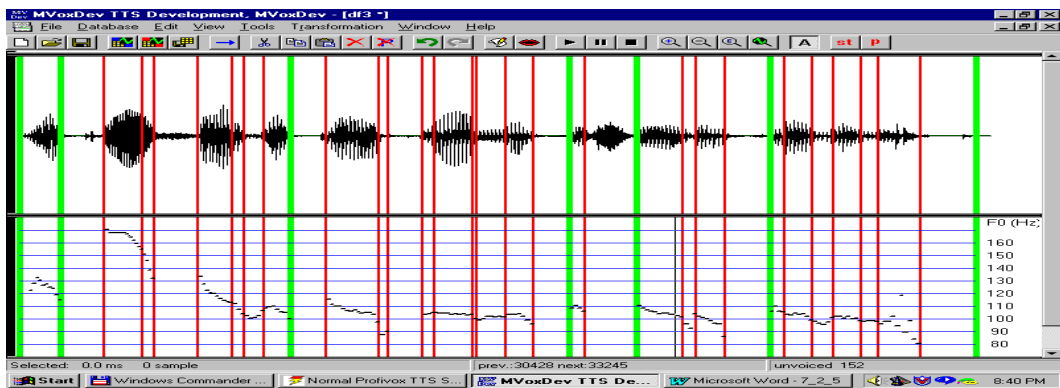 MVoxDev TTS Development, MVoxDev - [df3 *]
File Database Edit View Tools Transformation Window Help
A st p
F0 (Hz)
160
150
140
130
120
110
100
90
80
Selected: 0.0 ms 0 sample prev.:30428 next:33245 unvoiced 152
Start Windows Commander ... Normal Profivox TTS S... MVoxDev TTS De... Microsoft Word - 7_2_5 8:40 PM